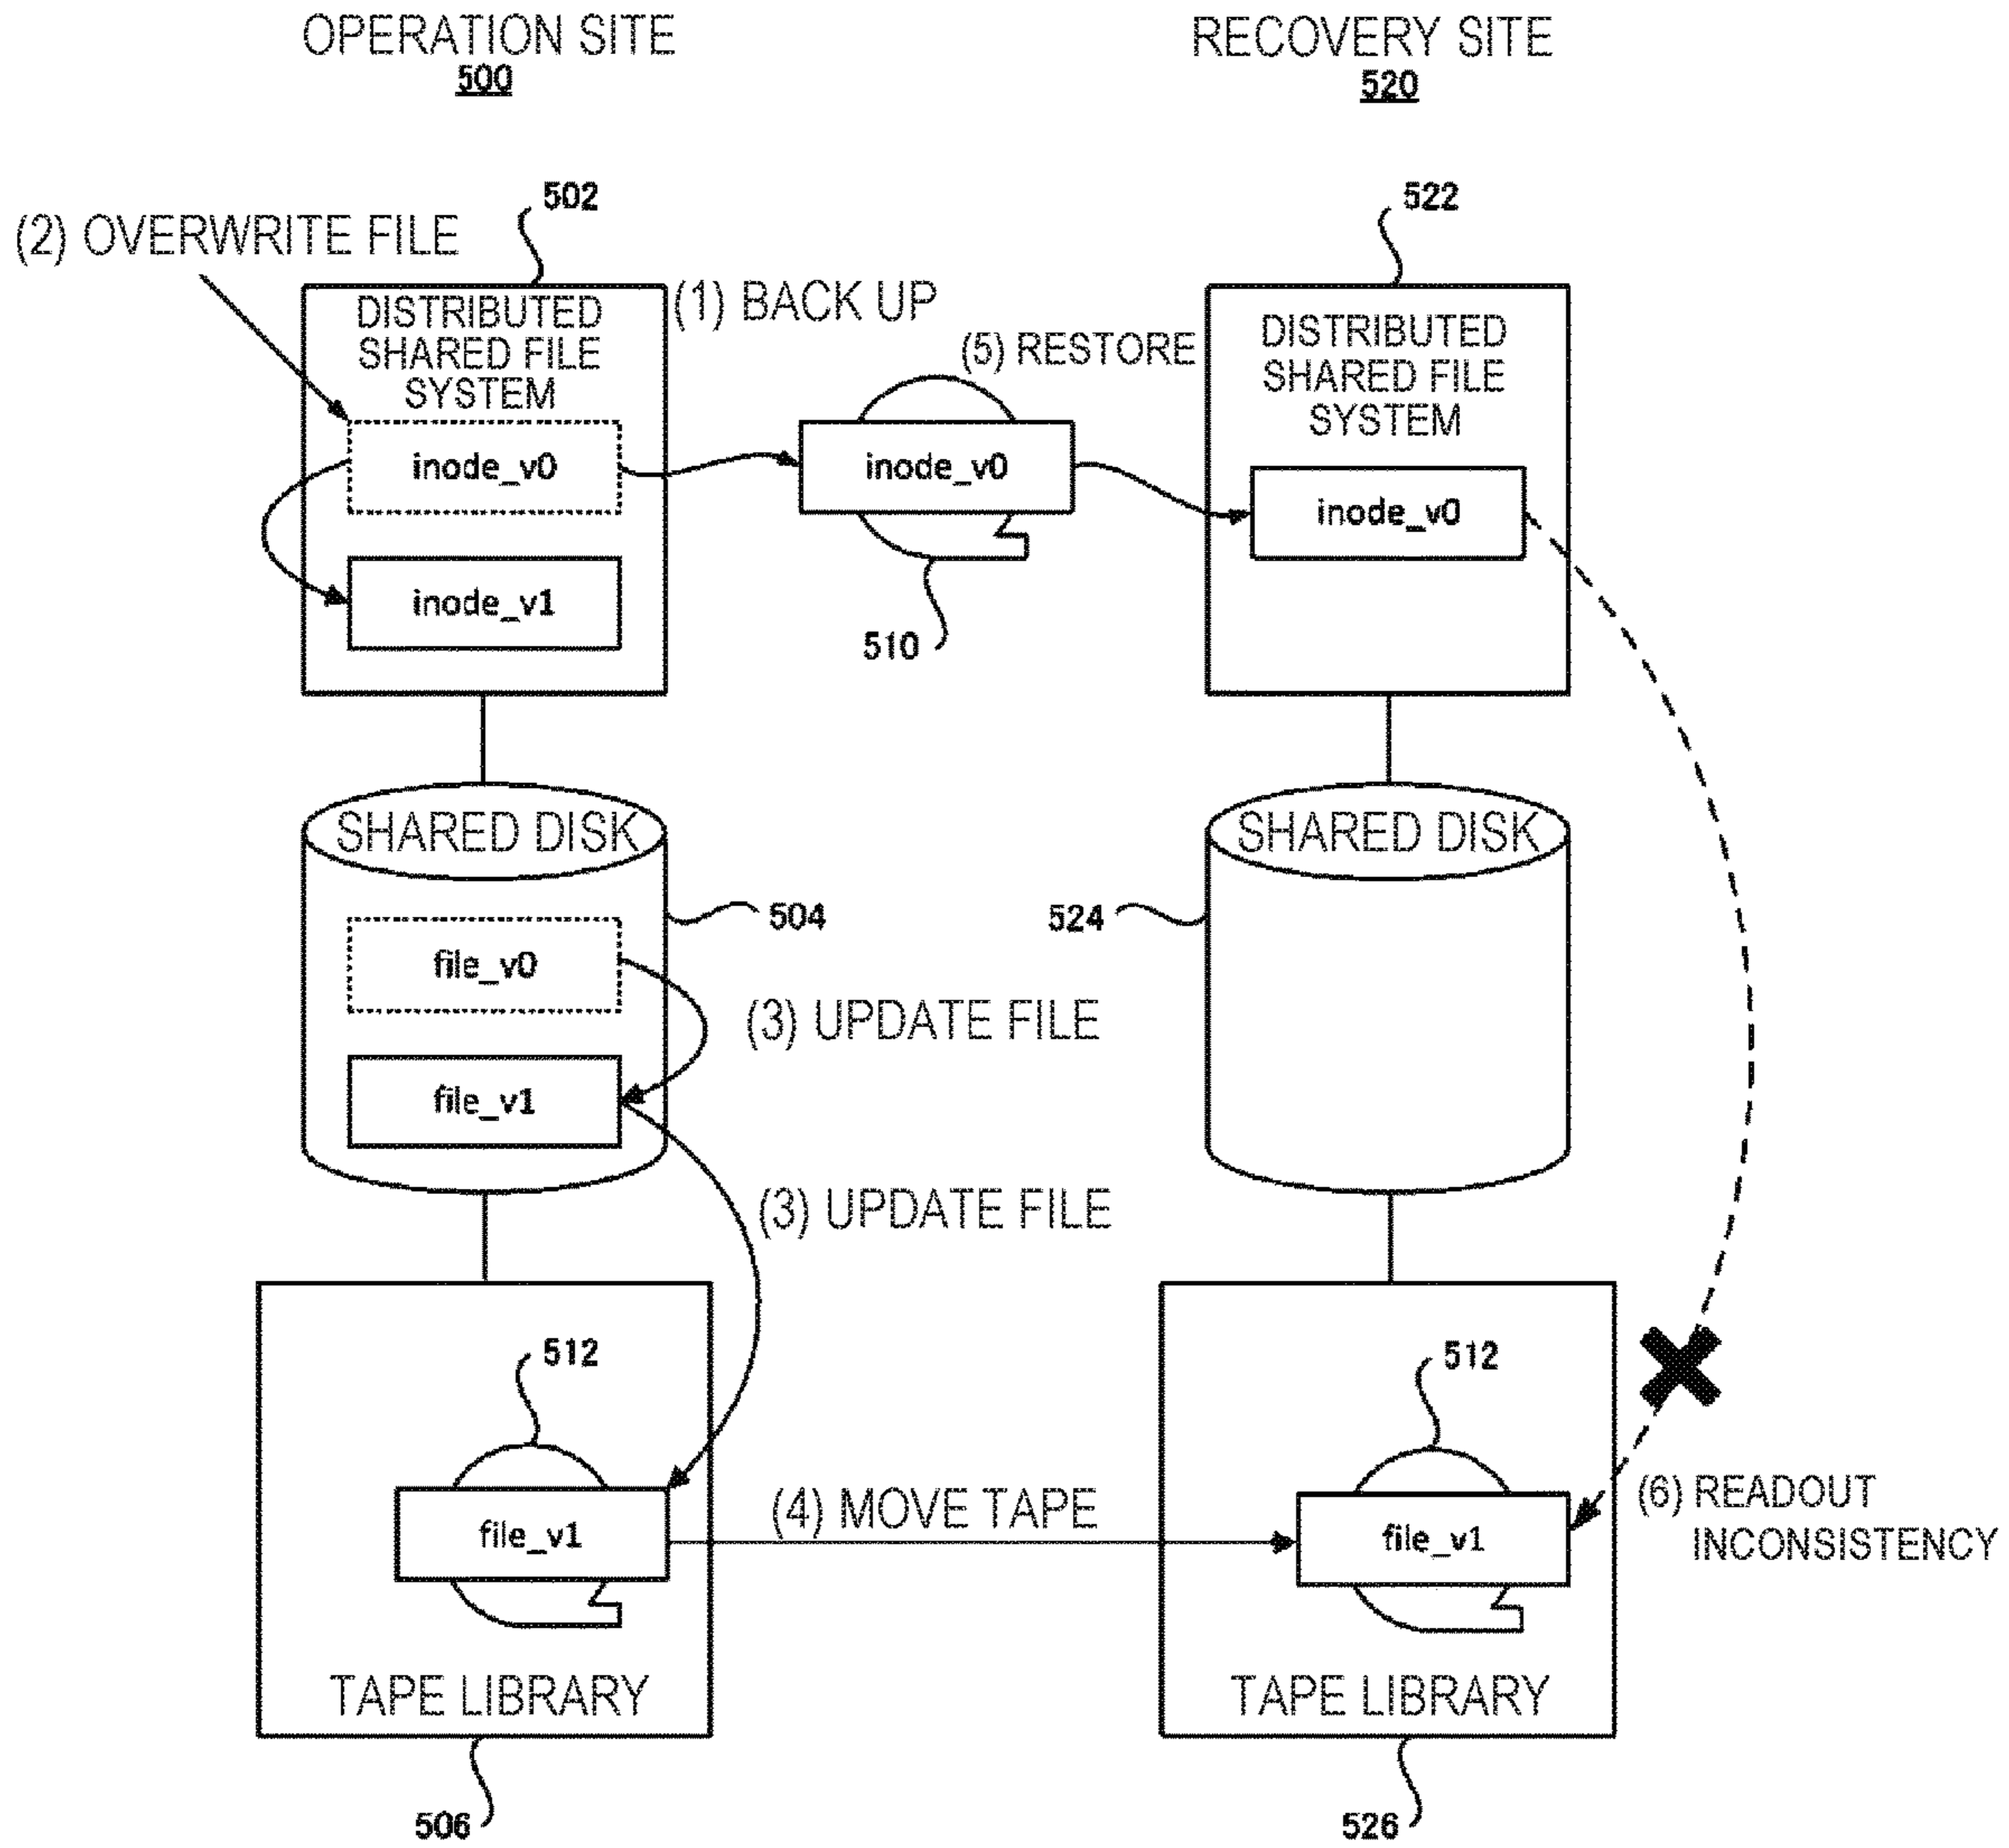 OPERATION SITE
500
RECOVERY SITE
520
502
522
(2) OVERWRITE FILE
(1) BACK UP
(5) RESTORE
DISTRIBUTED
SHARED FILE
SYSTEM
DISTRIBUTED
SHARED FILE
SYSTEM
inode_v0
inode_v0
inode_v0
inode_v1
510
SHARED DISK
SHARED DISK
504
524
file_v0
(3) UPDATE FILE
file_v1
(3) UPDATE FILE
512
512
(4) MOVE TAPE
(6) READOUT
INCONSISTENCY
file_v1
file_v1
TAPE LIBRARY
TAPE LIBRARY
506
526